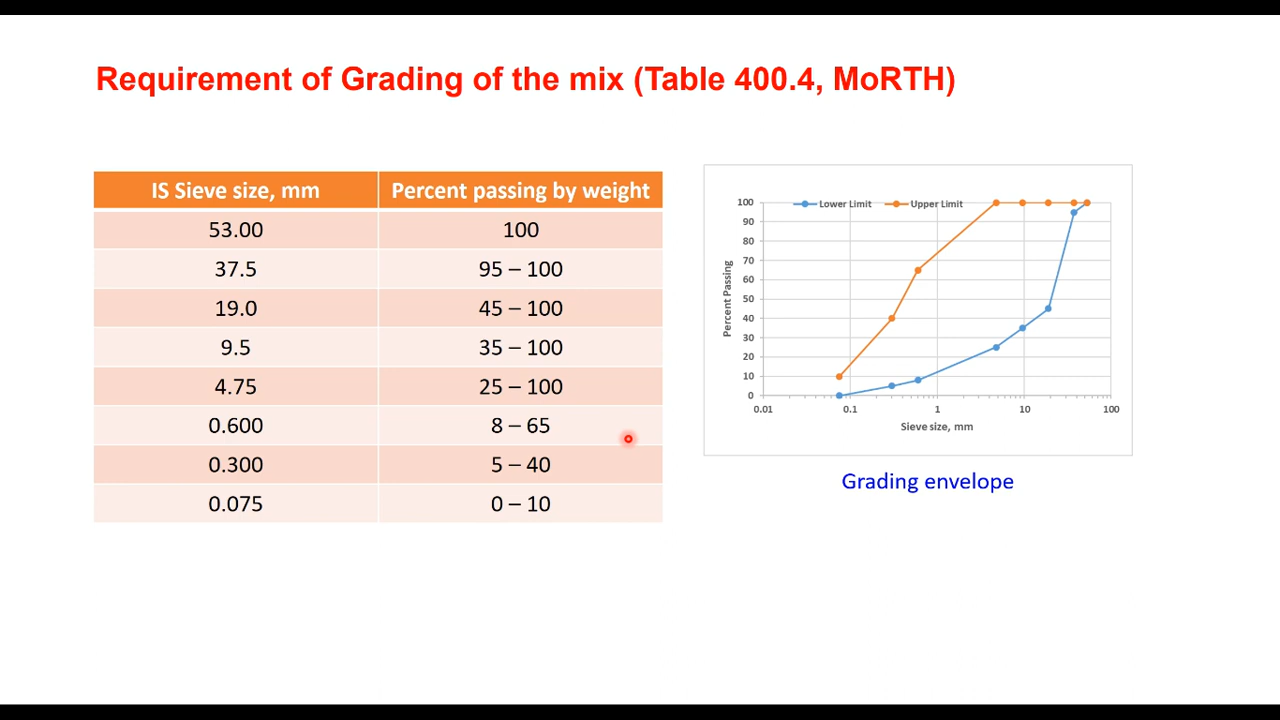 Requirement of Grading of the mix (Table 400.4, MoRTH)
IS Sieve size, mm Percent passing by weight
53.00 100
37.5 95 – 100
19.0 45 – 100
9.5 35 – 100
4.75 25 – 100
0.600 8 – 65
0.300 5 – 40
0.075 0 – 10
Lower Limit Upper Limit
100
90
80
70
60
50
40
30
20
10
0
Percent Passing
0.01 0.1 1 10 100
Sieve size, mm
Grading envelope